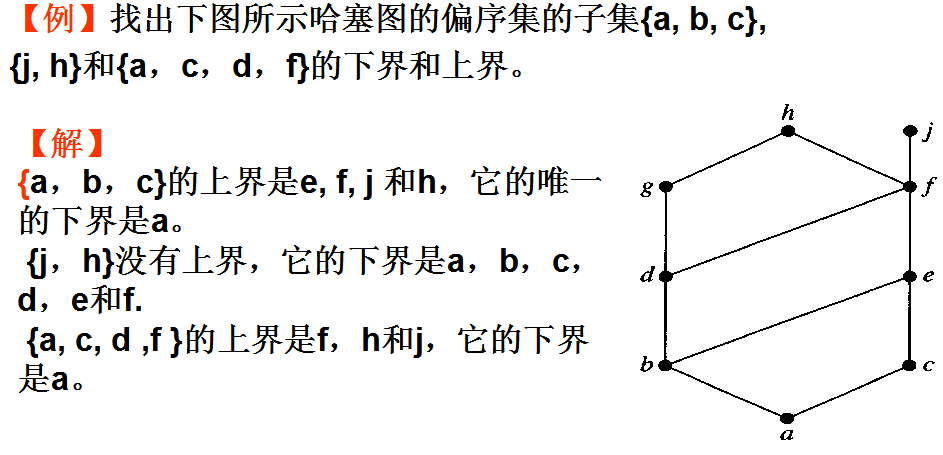 【例】找出下图所示哈塞图的偏序集的子集{a, b, c},
{j, h}和{a，c，d，f}的下界和上界。
【解】
{a，b，c}的上界是e, f, j 和h，它的唯一
的下界是a。
{j，h}没有上界，它的下界是a，b，c，
d，e和f.
{a, c, d ,f }的上界是f，h和j，它的下界
是a。
h
j
g
f
d
e
b
c
a